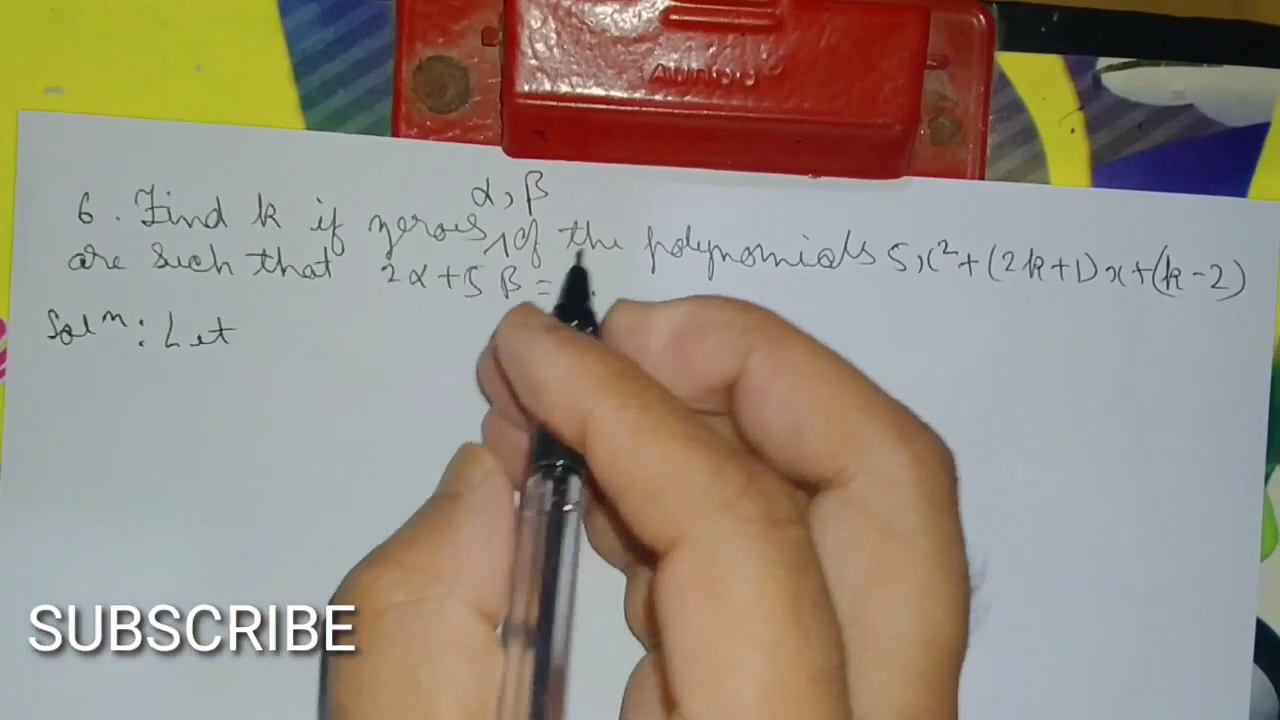 α, β
6. Find k if zeroes of the polynomials 5x²+(2k+1)x+(k-2)
are such that 2α+5β=
Solⁿ: Let
SUBSCRIBE